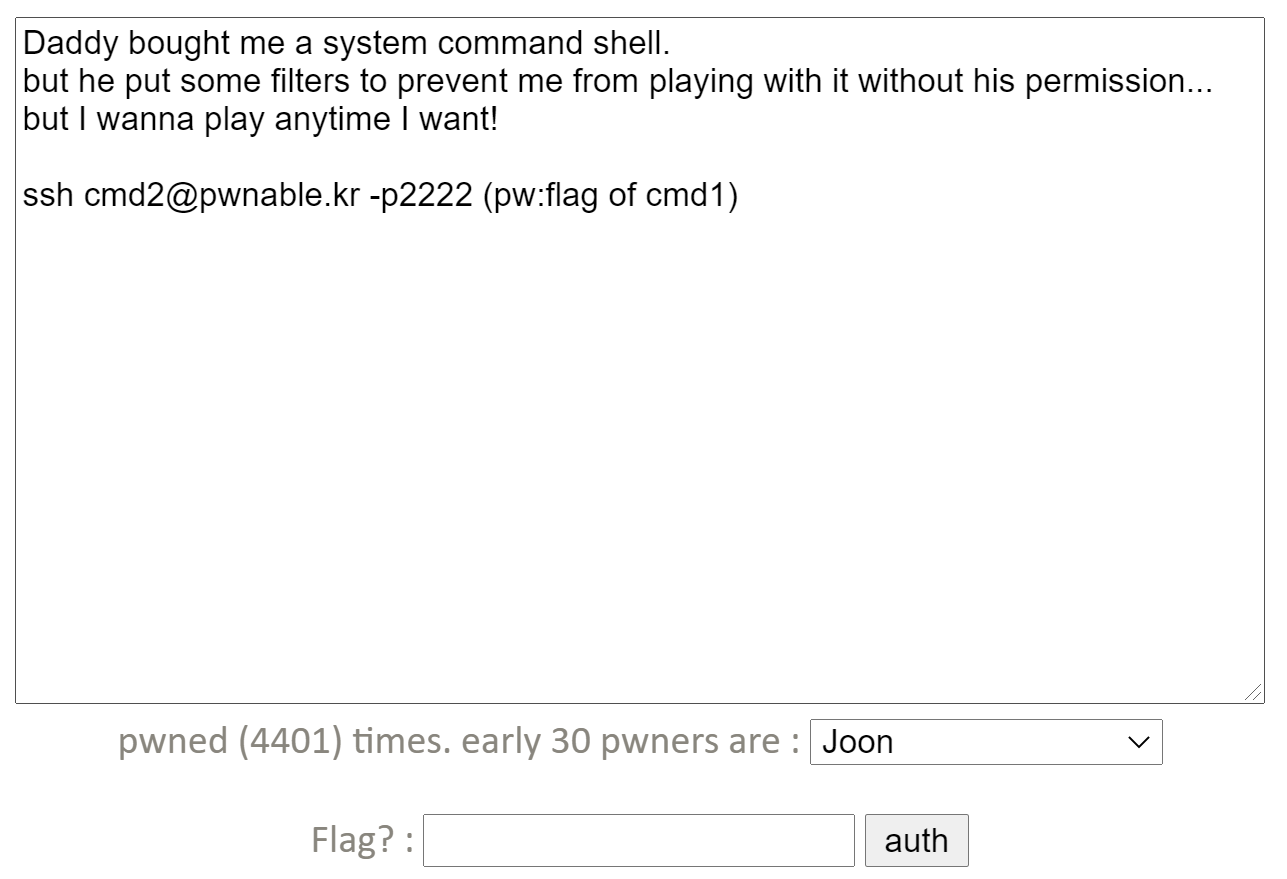 Daddy bought me a system command shell.
but he put some filters to prevent me from playing with it without his permission...
but I wanna play anytime I want!
ssh cmd2@pwnable.kr -p2222 (pw:flag of cmd1)
pwned (4401) times. early 30 pwners are : Joon
Flag? : auth